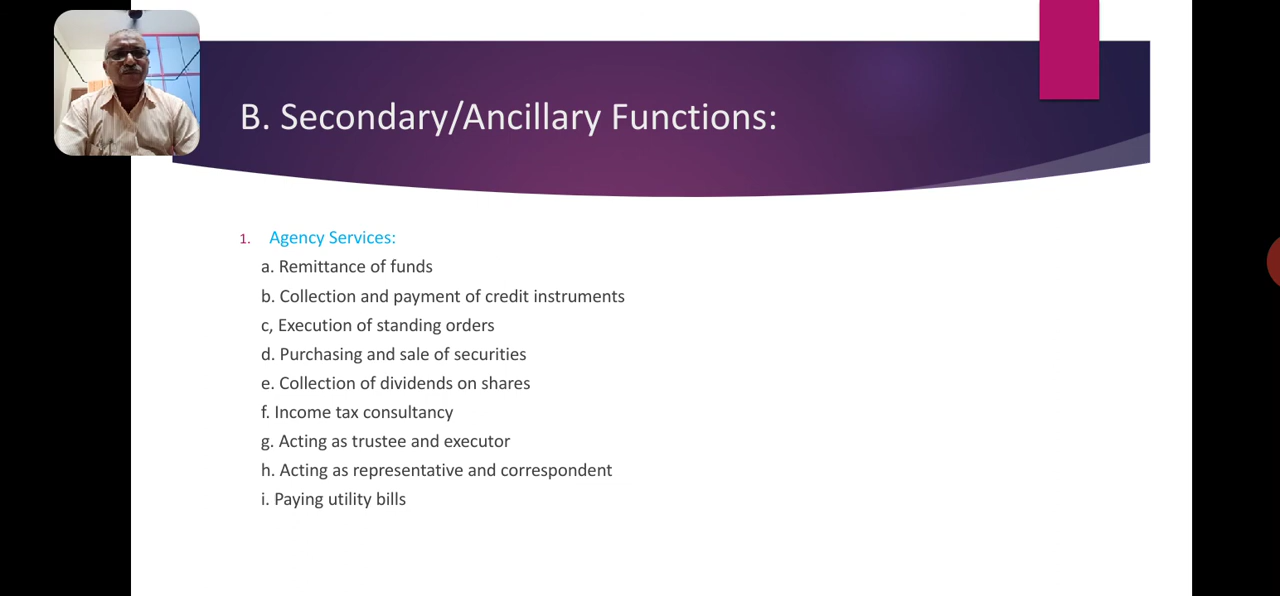 B. Secondary/Ancillary Functions:
1. Agency Services:
a. Remittance of funds
b. Collection and payment of credit instruments
c, Execution of standing orders
d. Purchasing and sale of securities
e. Collection of dividends on shares
f. Income tax consultancy
g. Acting as trustee and executor
h. Acting as representative and correspondent
i. Paying utility bills